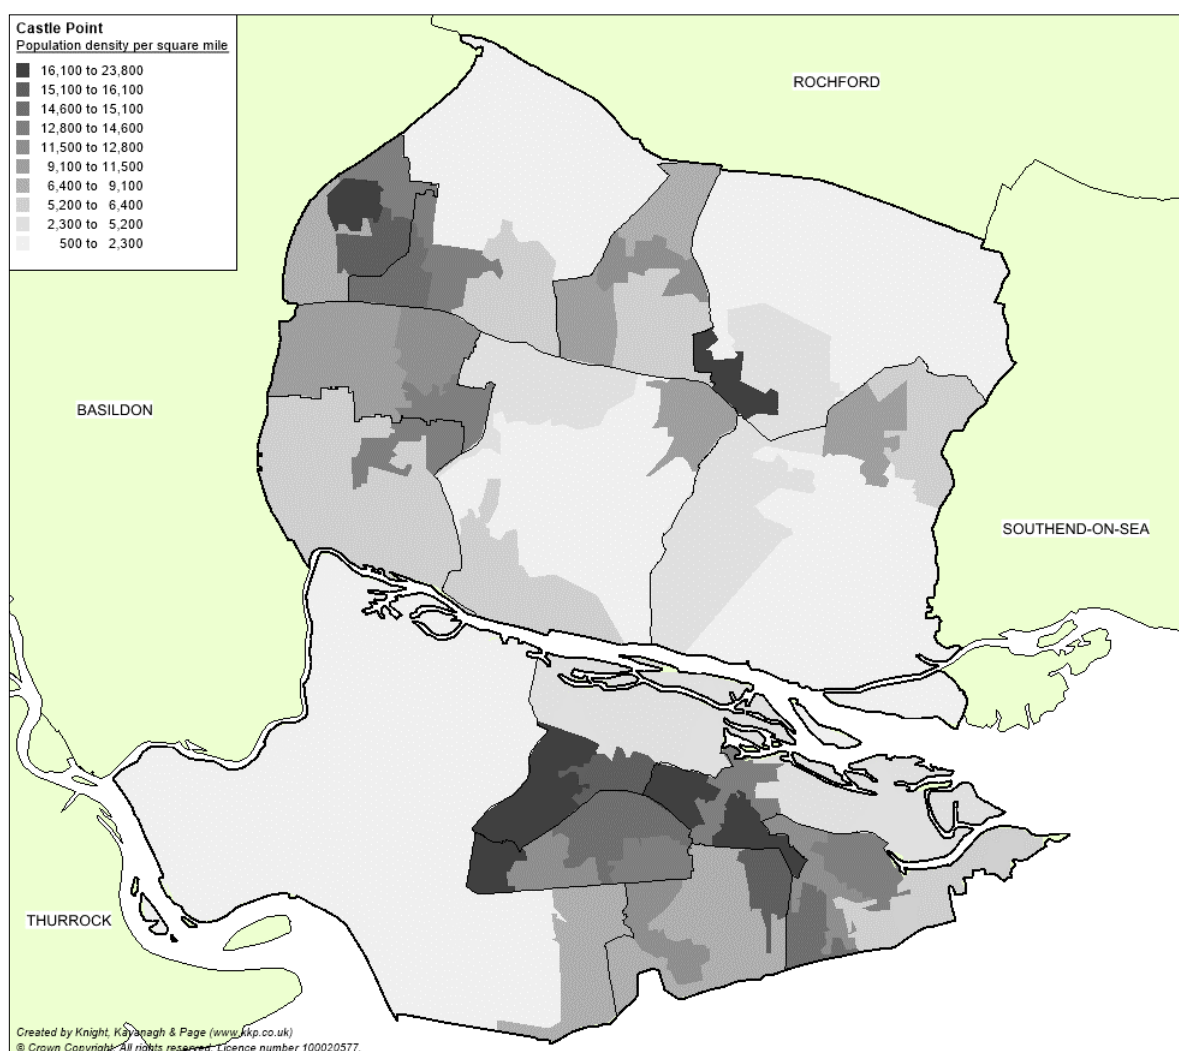 Castle Point
Population density per square mile
16,100 to 23,800
15,100 to 16,100
14,600 to 15,100
12,800 to 14,600
11,500 to 12,800
9,100 to 11,500
6,400 to 9,100
5,200 to 6,400
2,300 to 5,200
500 to 2,300
ROCHFORD
BASILDON
SOUTHEND-ON-SEA
THURROCK
Created by Knight, Kavanagh & Page (www.kkp.co.uk)
© Crown Copyright. All rights reserved. Licence number 100020577.